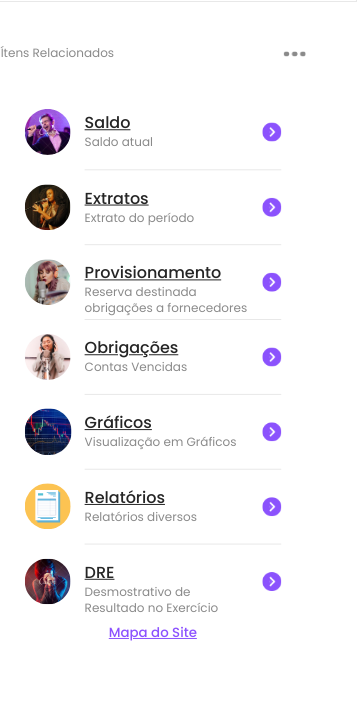 Ítens Relacionados
Saldo
Saldo atual
Extratos
Extrato do período
Provisionamento
Reserva destinada
obrigações a fornecedores
Obrigações
Contas Vencidas
Gráficos
Visualização em Gráficos
Relatórios
Relatórios diversos
DRE
Desmostrativo de
Resultado no Exercício
Mapa do Site